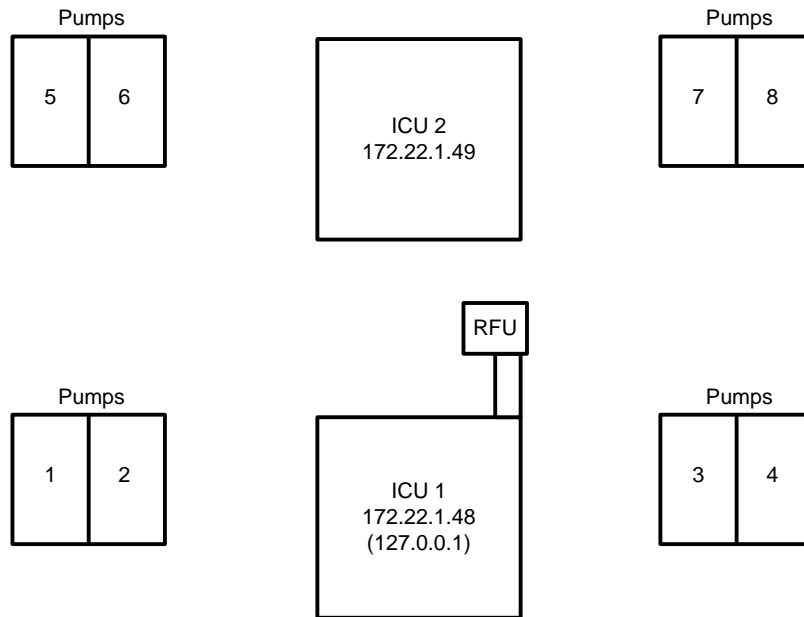 Pumps
5 6
ICU 2
172.22.1.49
Pumps
7 8
RFU
Pumps
1 2
ICU 1
172.22.1.48
(127.0.0.1)
Pumps
3 4